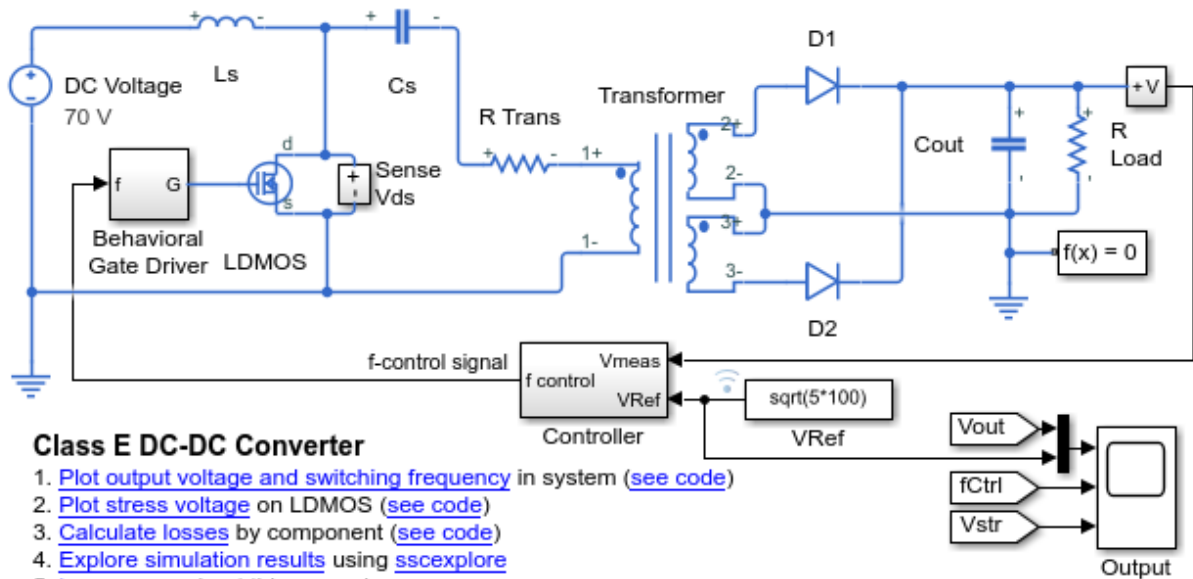 + -
+ -
D1
DC Voltage
70 V
Ls
Cs
Transformer
R Trans
2+
+ V
Cout
+
+
R
Load
d
+
-
Sense
Vds
+ -
1+
2-
-
-
f
G
s
3+
Behavioral
Gate Driver
LDMOS
1-
3-
f(x) = 0
D2
f-control signal
Vmeas
f control
VRef
sqrt(5*100)
Controller
VRef
Vout
fCtrl
Vstr
Output
Class E DC-DC Converter
1. Plot output voltage and switching frequency in system (see code)
2. Plot stress voltage on LDMOS (see code)
3. Calculate losses by component (see code)
4. Explore simulation results using sscexplore